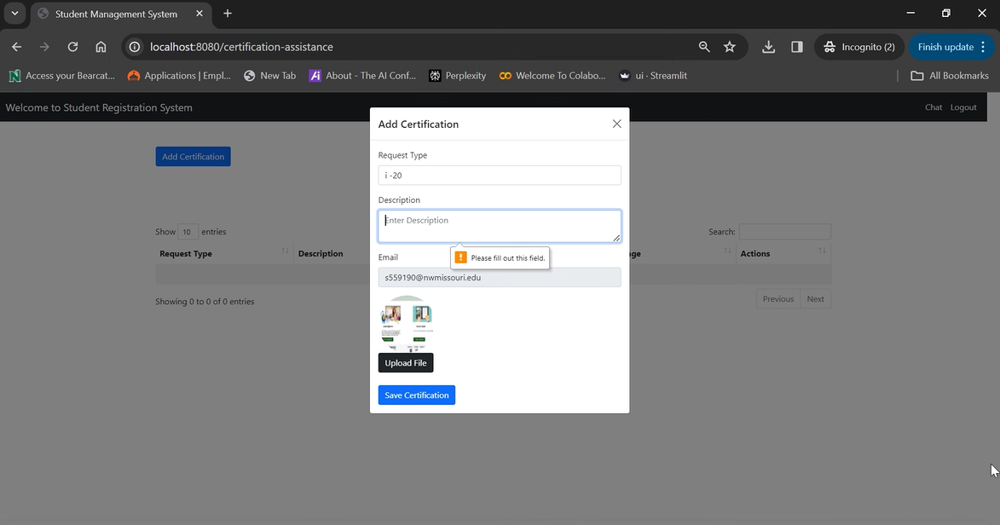 Student Management System
localhost:8080/certification-assistance
Incognito (2)
Finish update
Access your Bearcat...
Applications | Empl...
New Tab
About - The AI Conf...
Perplexity
Welcome To Colabo...
ui · Streamlit
All Bookmarks
Welcome to Student Registration System
Chat
Logout
Add Certification
Add Certification
Request Type
i -20
Description
Enter Description
Please fill out this field.
Email
s559190@nwmissouri.edu
Upload File
Save Certification
Show 10 entries
Search:
Request Type
Description
Actions
Showing 0 to 0 of 0 entries
Previous
Next